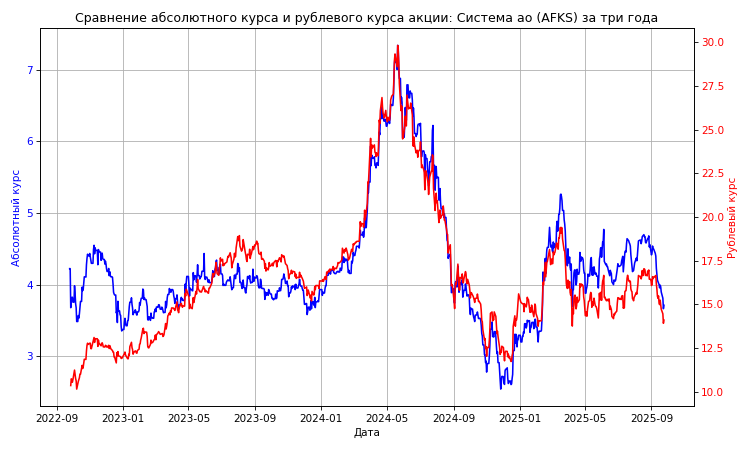 Сравнение абсолютного курса и рублевого курса акции: Система ао (AFKS) за три года
Абсолютный курс
7
6
5
4
3
30.0
27.5
25.0
22.5
20.0
17.5
15.0
12.5
10.0
Рублевый курс
2022-09 2023-01 2023-05 2023-09 2024-01 2024-05 2024-09 2025-01 2025-05 2025-09
Дата